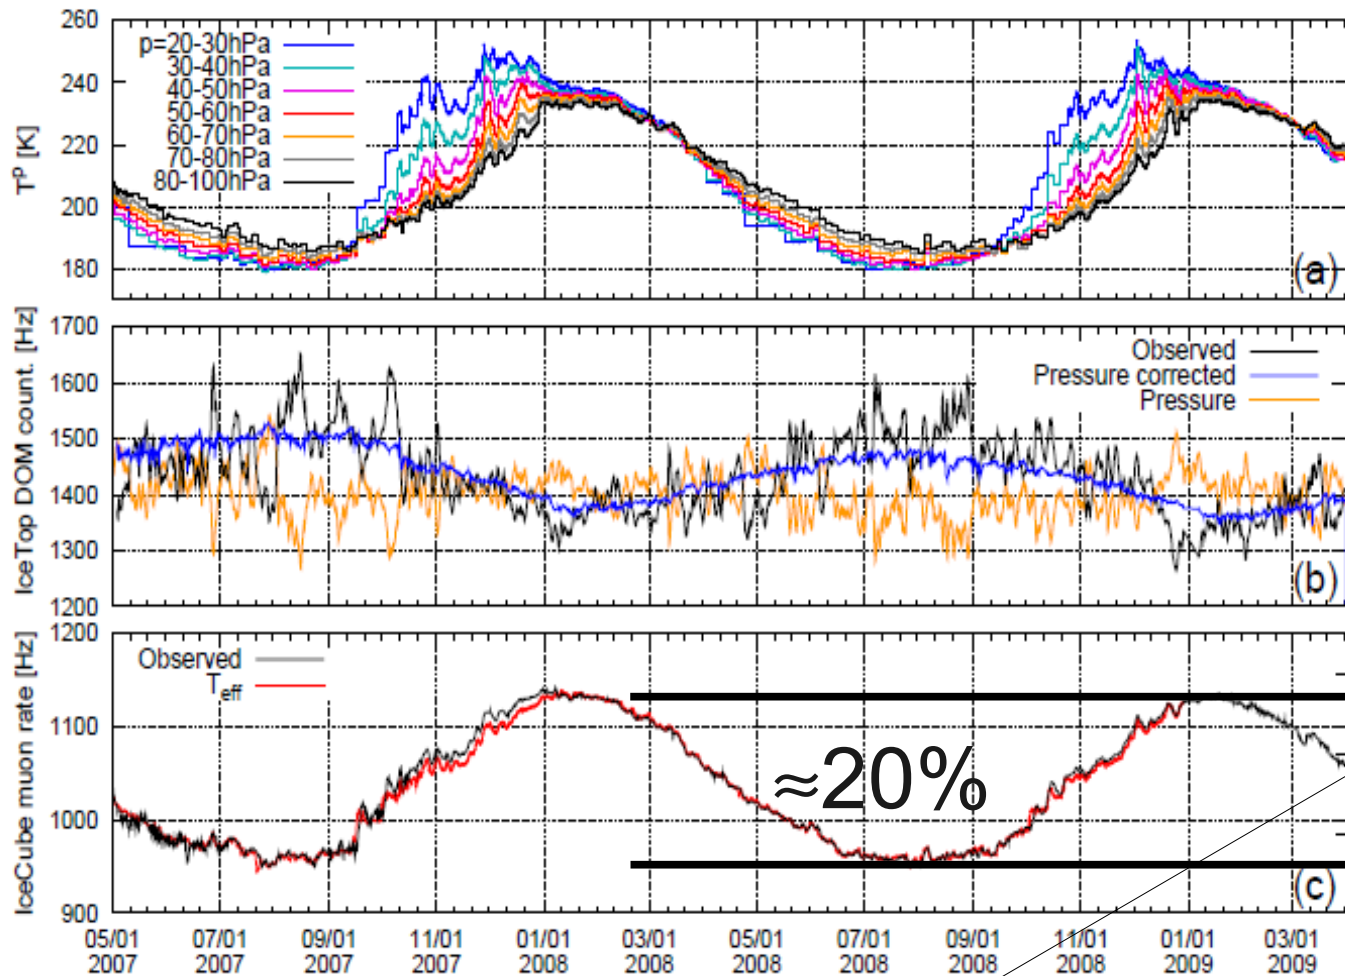 260
240
220
200
180
T^p [K]
p=20-30hPa
30-40hPa
40-50hPa
50-60hPa
60-70hPa
70-80hPa
80-100hPa
(a)
1700
1600
1500
1400
1300
1200
IceTop DOM count. [Hz]
Observed
Pressure corrected
Pressure
(b)
1200
1100
1000
900
IceCube muon rate [Hz]
Observed
T_eff
≈20%
(c)
05/01 07/01 09/01 11/01 01/01 03/01 05/01 07/01 09/01 11/01 01/01 03/01
2007 2007 2007 2007 2008 2008 2008 2008 2008 2008 2009 2009